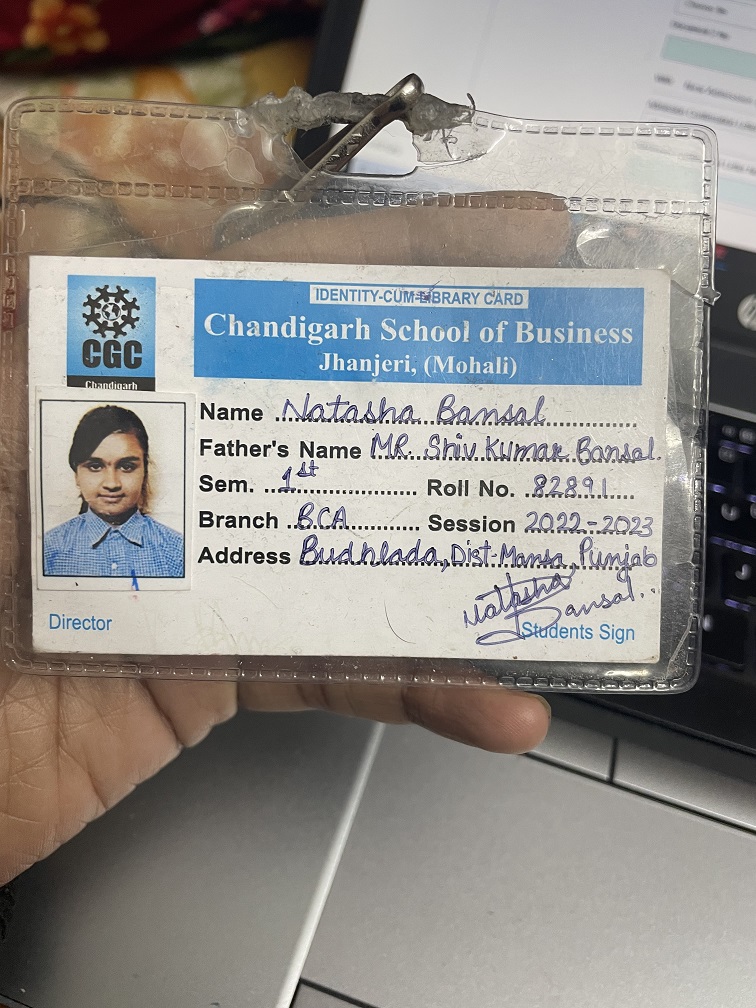 IDENTITY-CUM-LIBRARY CARD
Chandigarh School of Business
Jhanjeri, (Mohali)
CGC
Chandigarh
Name Natasha Bansal
Father's Name MR. Shiv Kumar Bansal.
Sem. 1st Roll No. 82891
Branch BCA Session 2022-2023
Address Budhlada, Dist-Mansa, Punjab
Natasha Bansal.
Director Students Sign